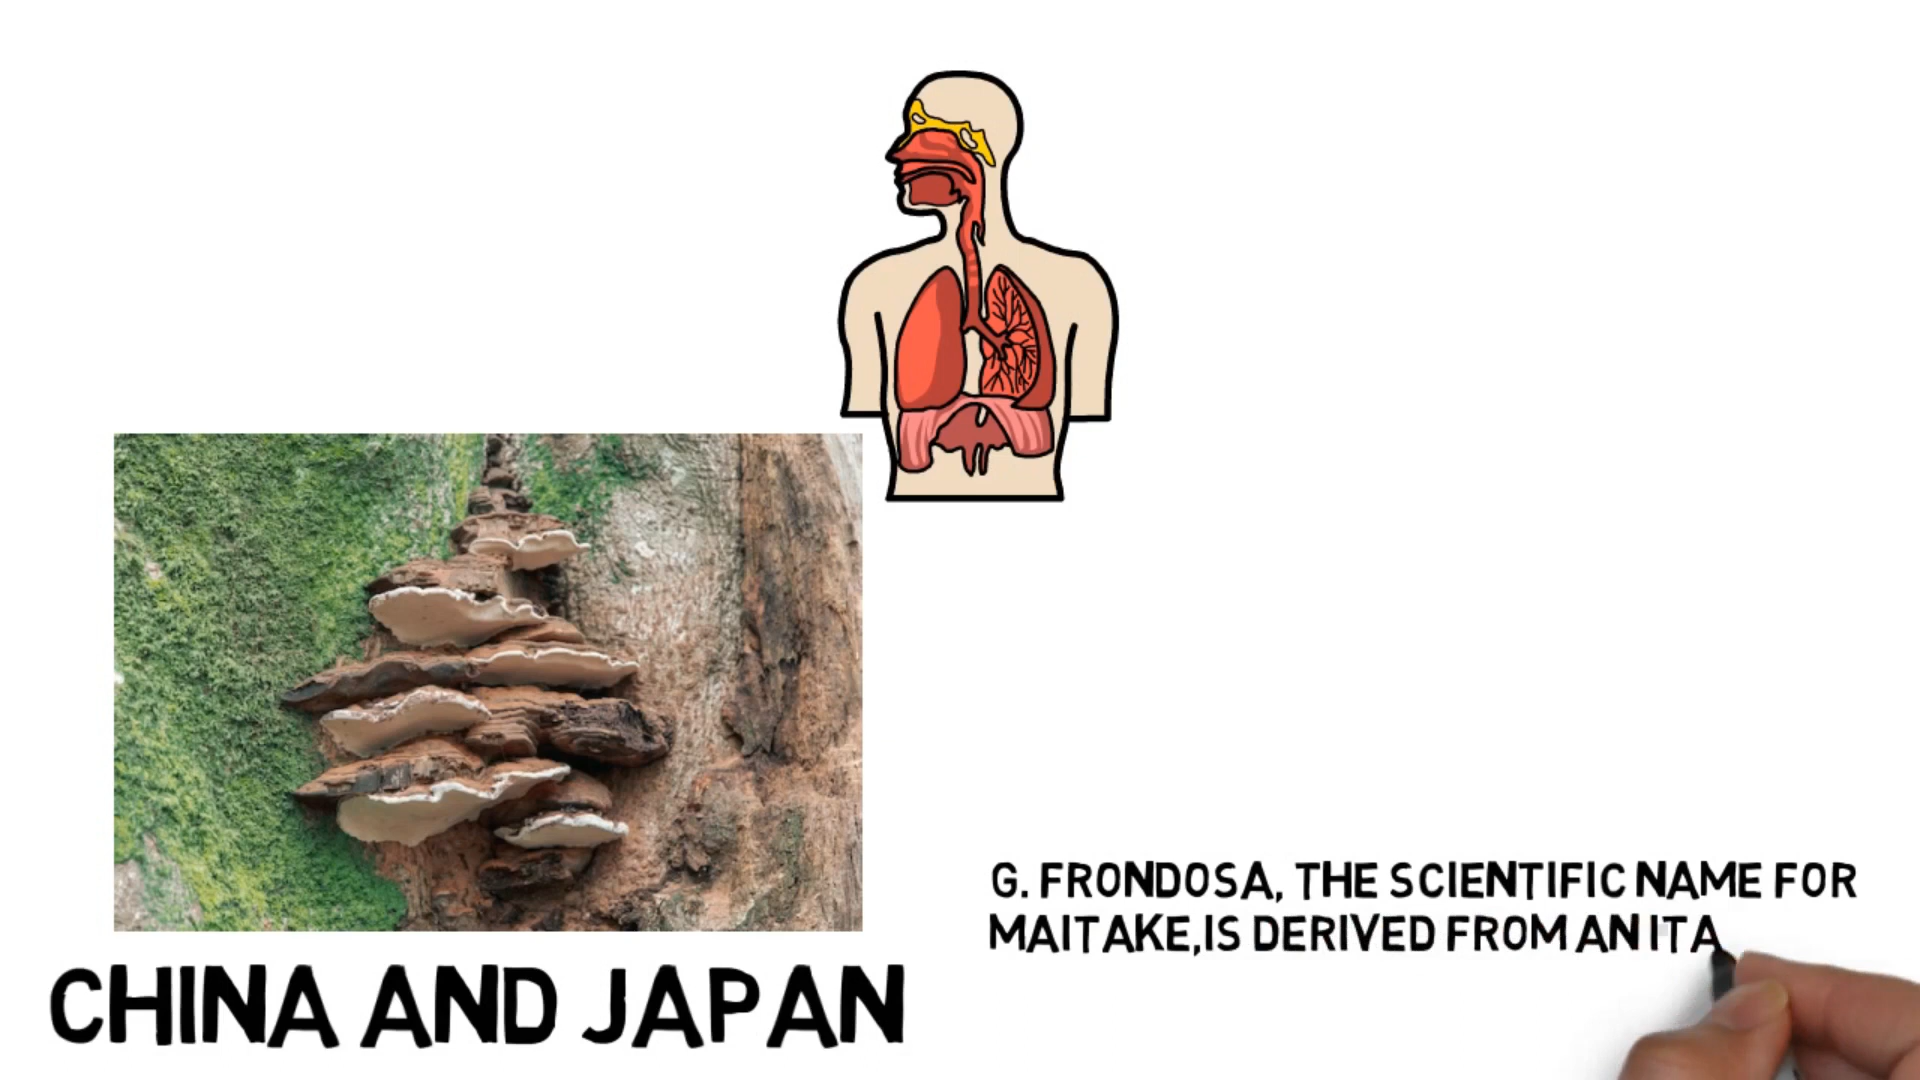 G. FRONDOSA, THE SCIENTIFIC NAME FOR
MAITAKE,IS DERIVED FROM AN ITA
CHINA AND JAPAN